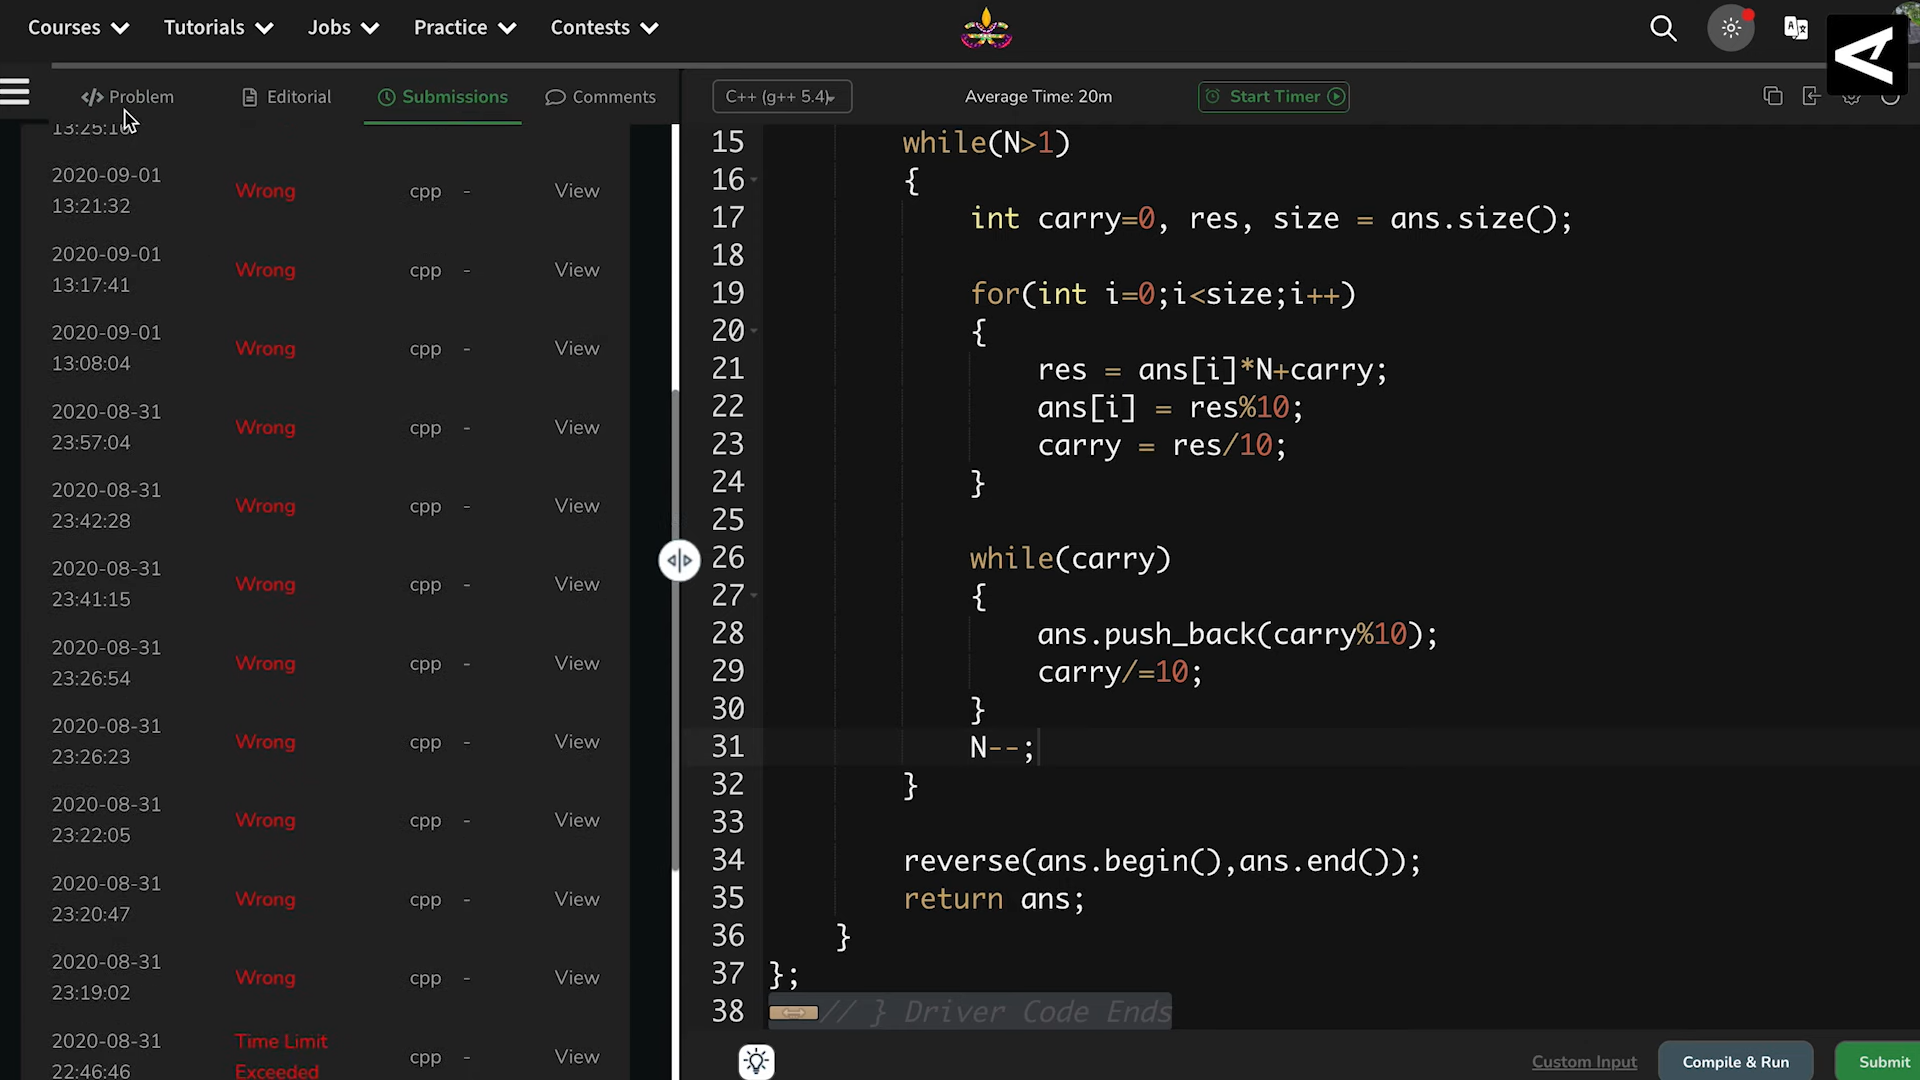 Courses Tutorials Jobs Practice Contests
Problem Editorial Submissions Comments C++ (g++ 5.4) Average Time: 20m Start Timer
2020-09-01
13:21:32 Wrong cpp - View
2020-09-01
13:17:41 Wrong cpp - View
2020-09-01
13:08:04 Wrong cpp - View
2020-08-31
23:57:04 Wrong cpp - View
2020-08-31
23:42:28 Wrong cpp - View
2020-08-31
23:41:15 Wrong cpp - View
2020-08-31
23:26:54 Wrong cpp - View
2020-08-31
23:26:23 Wrong cpp - View
2020-08-31
23:22:05 Wrong cpp - View
2020-08-31
23:20:47 Wrong cpp - View
2020-08-31
23:19:02 Wrong cpp - View
2020-08-31
22:46:46 Time Limit Exceeded cpp - View
15 while(N>1)
16 {
17 int carry=0, res, size = ans.size();
18
19 for(int i=0;i<size;i++)
20 {
21 res = ans[i]*N+carry;
22 ans[i] = res%10;
23 carry = res/10;
24 }
25
26 while(carry)
27 {
28 ans.push_back(carry%10);
29 carry/=10;
30 }
31 N--;
32 }
33
34 reverse(ans.begin(),ans.end());
35 return ans;
36 }
37 };
38 // } Driver Code Ends
Custom Input Compile & Run Submit